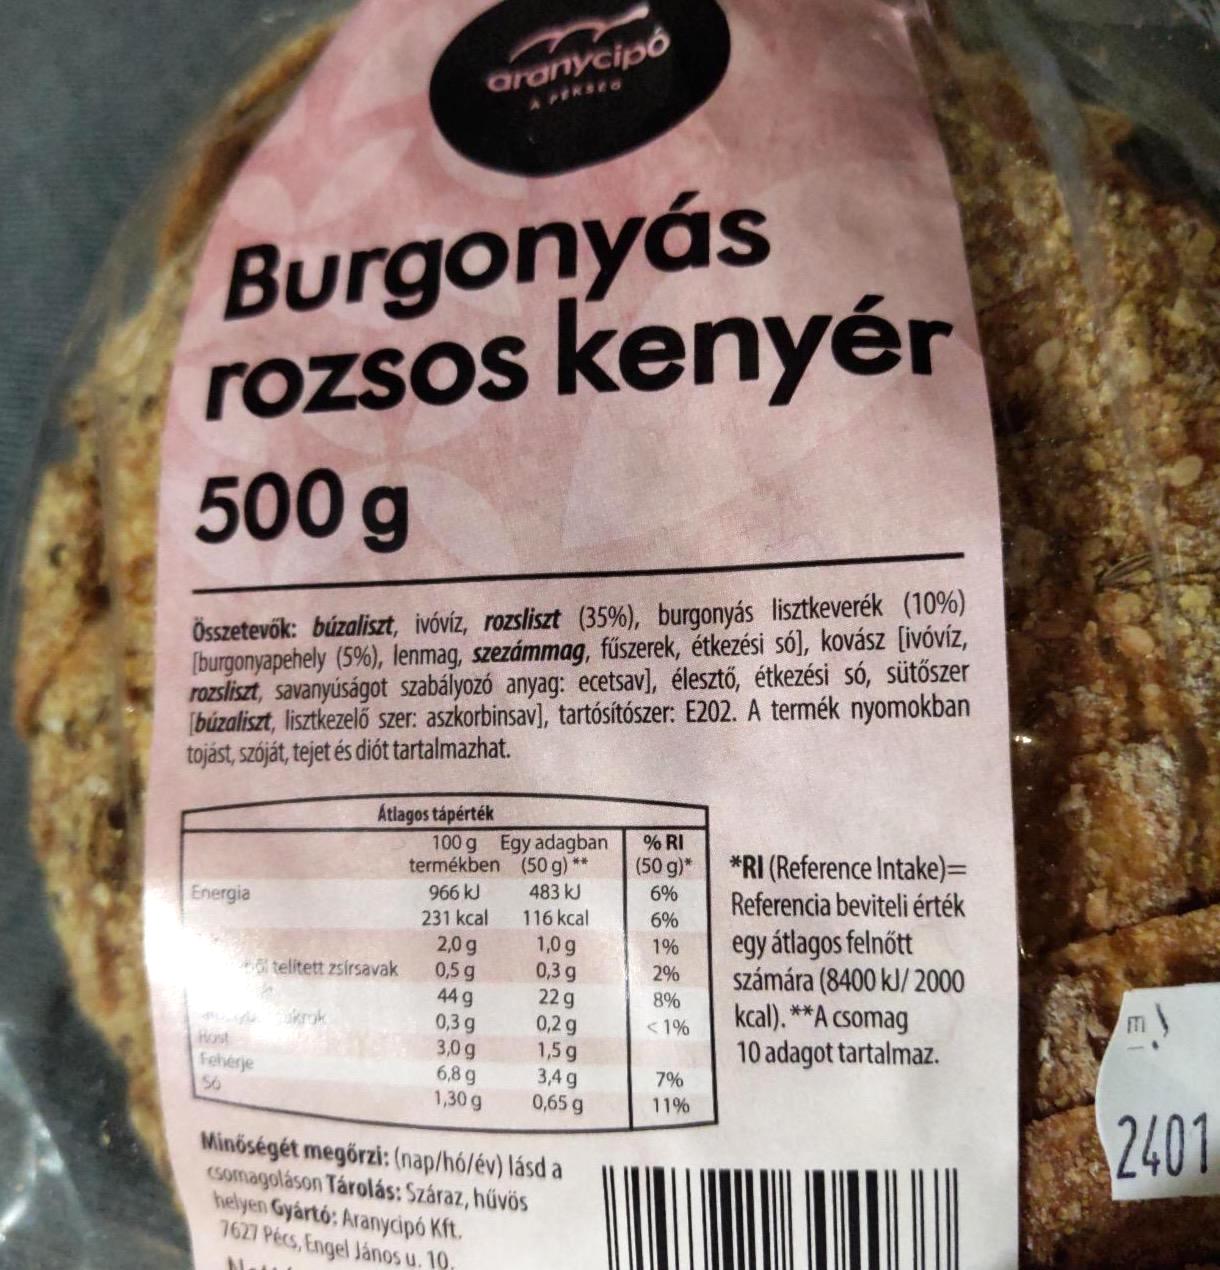 aranycipó
A PÉKSÉG
Burgonyás
rozsos kenyér
500 g
Összetevők: búzaliszt, ivóvíz, rozsliszt (35%), burgonyás lisztkeverék (10%)
[burgonyapehely (5%), lenmag, szezámmag, fűszerek, étkezési só], kovász [ivóvíz,
rozsliszt, savanyúságot szabályozó anyag: ecetsav], élesztő, étkezési só, sütőszer
[búzaliszt, lisztkezelő szer: aszkorbinsav], tartósítószer: E202. A termék nyomokban
tojást, szóját, tejet és diót tartalmazhat.
Átlagos tápérték
100 g Egy adagban % RI
termékben (50 g) ** (50 g)*
Energia 966 kJ 483 kJ 6%
231 kcal 116 kcal 6%
2,0 g 1,0 g 1%
telített zsírsavak 0,5 g 0,3 g 2%
44 g 22 g 8%
0,3 g 0,2 g < 1%
Rost 3,0 g 1,5 g
Fehérje 6,8 g 3,4 g 7%
Só 1,30 g 0,65 g 11%
*RI (Reference Intake)=
Referencia beviteli érték
egy átlagos felnőtt
számára (8400 kJ/ 2000
kcal). **A csomag
10 adagot tartalmaz.
Minőségét megőrzi: (nap/hó/év) lásd a
csomagoláson Tárolás: Száraz, hűvös
helyen Gyártó: Aranycipó Kft.
7627 Pécs, Engel János u. 10.
2401